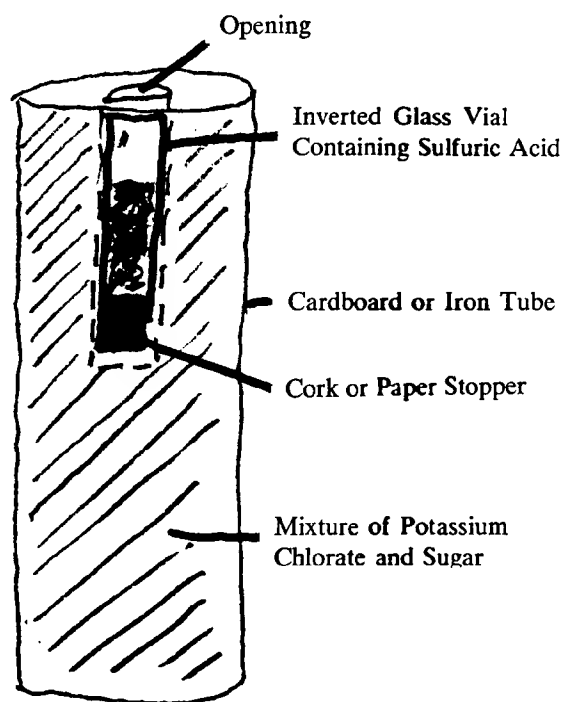 Opening
Inverted Glass Vial
Containing Sulfuric Acid
Cardboard or Iron Tube
Cork or Paper Stopper
Mixture of Potassium
Chlorate and Sugar